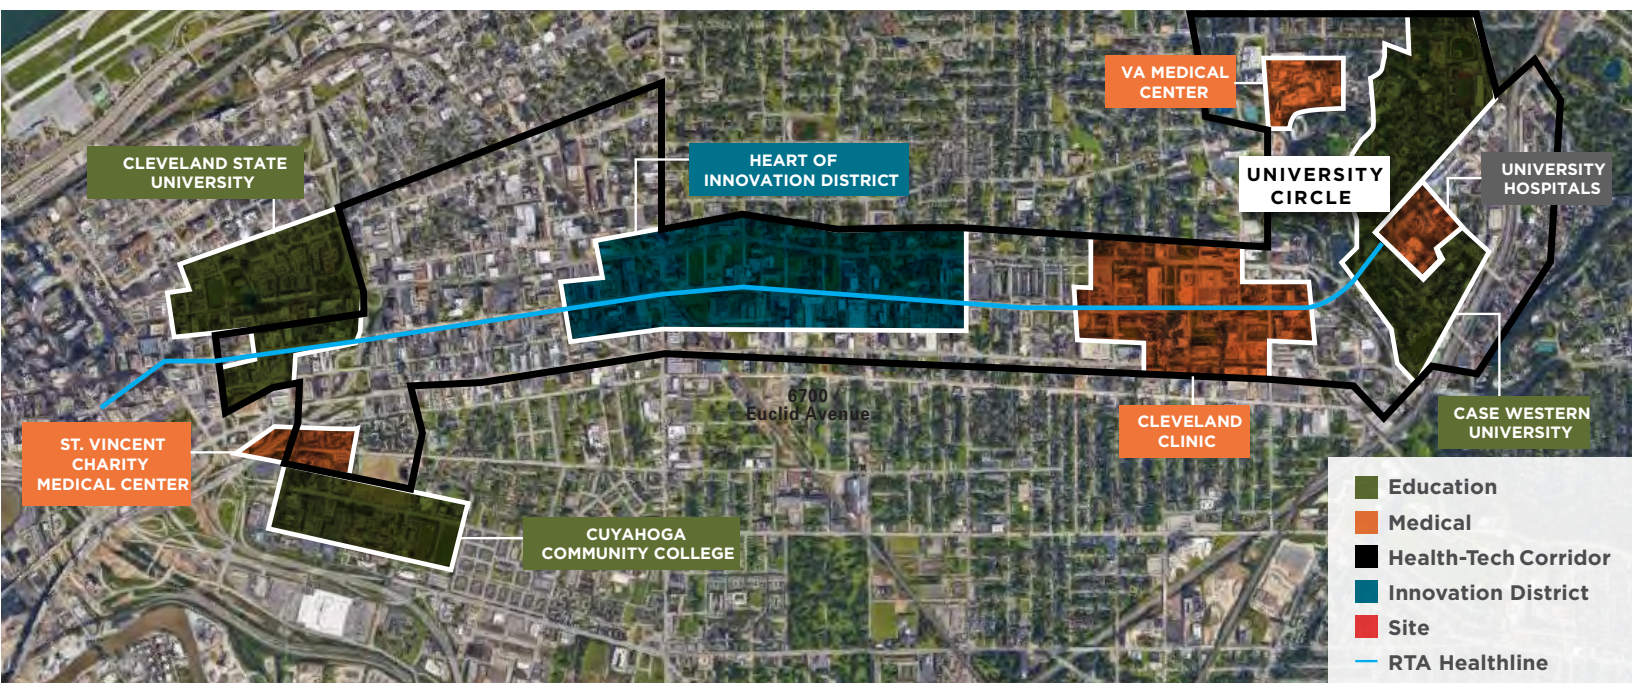 VA MEDICAL
CENTER
CLEVELAND STATE
UNIVERSITY
HEART OF
INNOVATION DISTRICT
UNIVERSITY
CIRCLE
UNIVERSITY
HOSPITALS
6700
Euclid Avenue
CLEVELAND
CLINIC
CASE WESTERN
UNIVERSITY
ST. VINCENT
CHARITY
MEDICAL CENTER
CUYAHOGA
COMMUNITY COLLEGE
Education
Medical
Health-Tech Corridor
Innovation District
Site
RTA Healthline